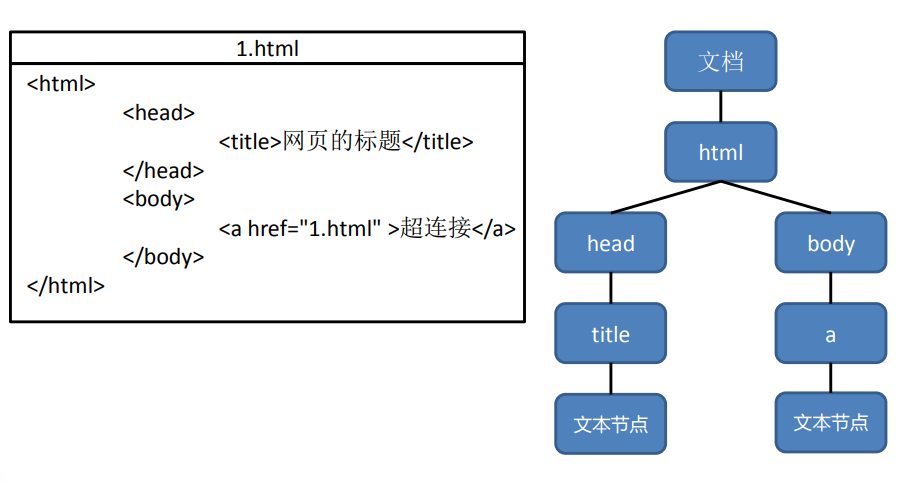 1.html
<html>
<head>
<title>网页的标题</title>
</head>
<body>
<a href="1.html" >超连接</a>
</body>
</html>
文档
html
head
body
title
a
文本节点
文本节点